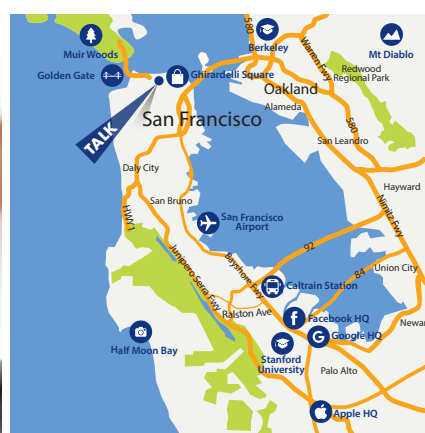 580
Berkeley
Warren Fwy
Mt Diablo
Muir Woods
Redwood
Regional Park
Golden Gate
Ghirardelli Square
Oakland
Alameda
San Francisco
580
TALK
San Leandro
Daly City
Hayward
San Bruno
Nimitz Fwy
HWY 1
San Francisco
Airport
92
Junipero Serra Fwy
Bayshore Fwy
84
Union City
Caltrain Station
Ralston Ave
Facebook HQ
Newar
G
Google HQ
Half Moon Bay
Stanford
University
Palo Alto
Apple HQ